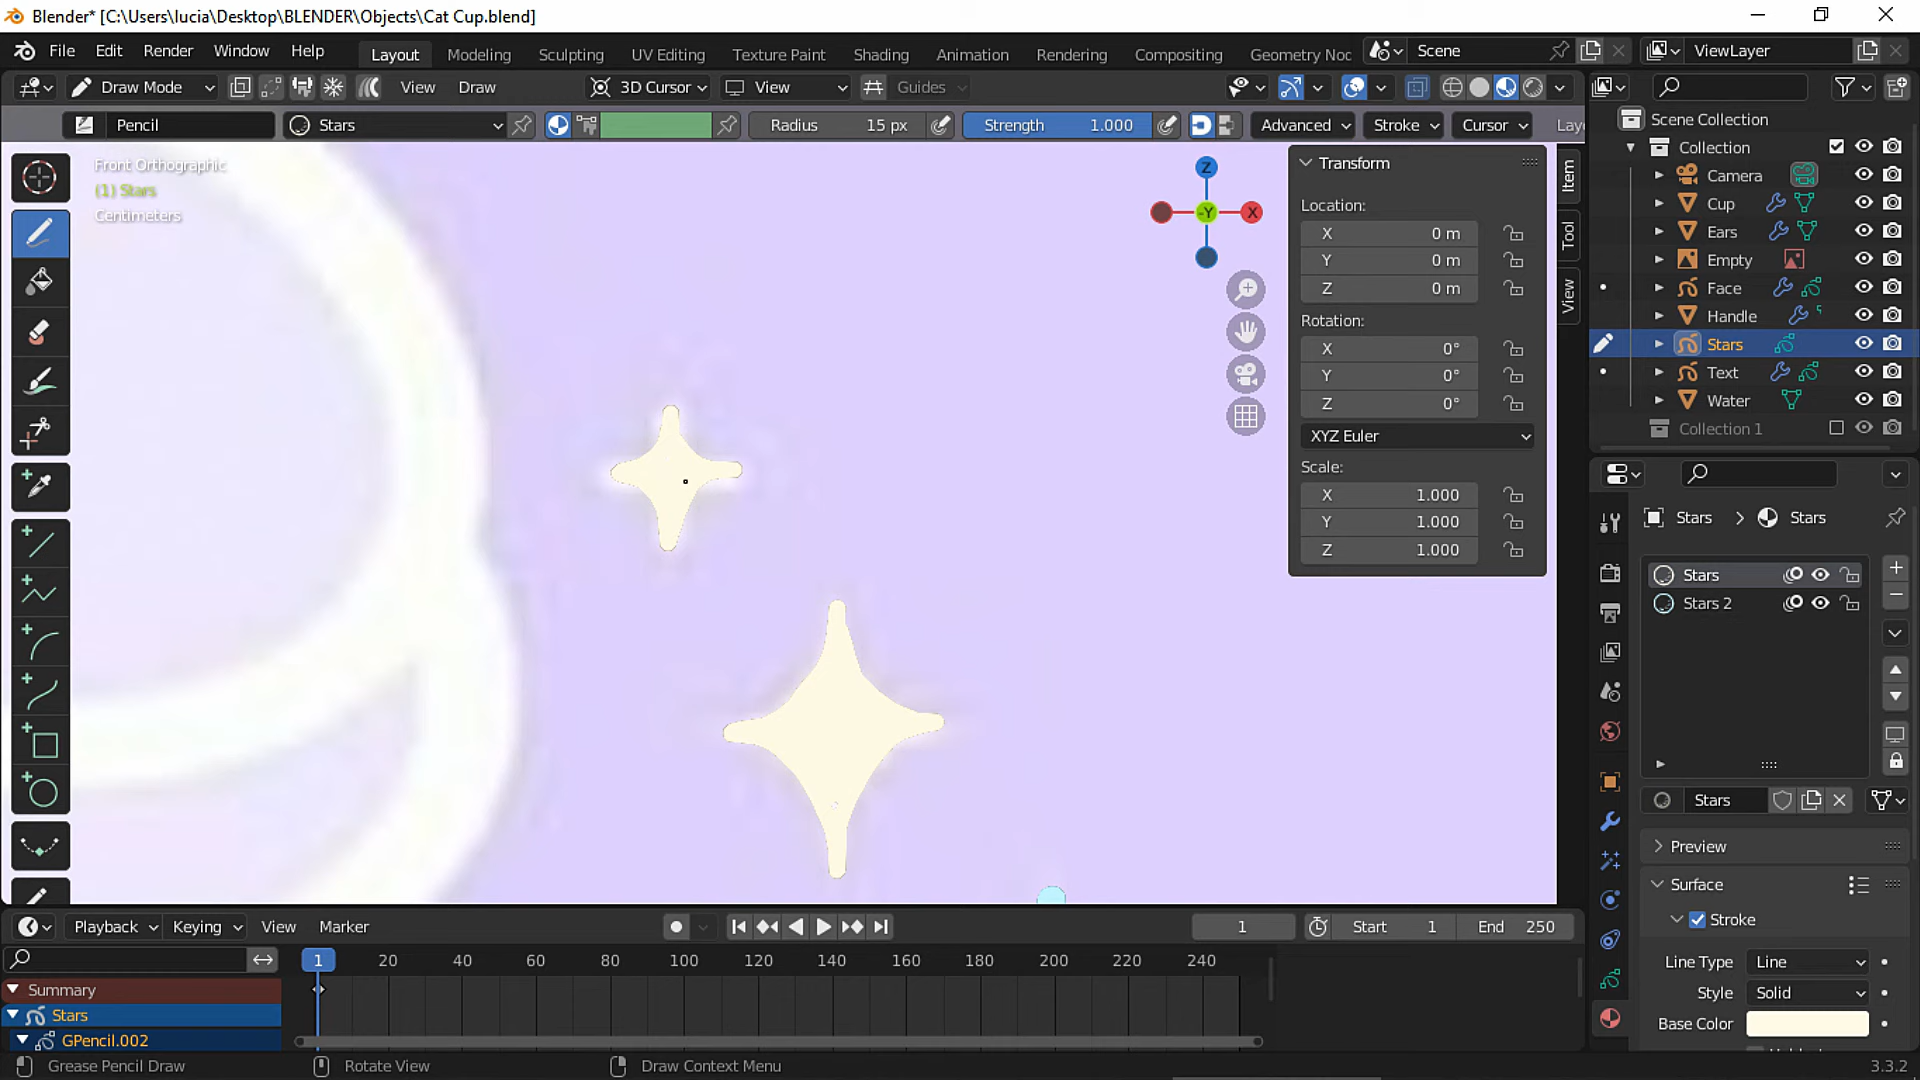 Blender* [C:\Users\lucia\Desktop\BLENDER\Objects\Cat Cup.blend]
File Edit Render Window Help Layout Modeling Sculpting UV Editing Texture Paint Shading Animation Rendering Compositing Geometry Noc Scene ViewLayer
Draw Mode View Draw 3D Cursor View Guides
Pencil Stars Radius 15 px Strength 1.000 Advanced Stroke Cursor Lay
Front Orthographic
(1) Stars
Centimeters
Z
-Y
X
Transform
Location:
X 0 m
Y 0 m
Z 0 m
Rotation:
X 0°
Y 0°
Z 0°
XYZ Euler
Scale:
X 1.000
Y 1.000
Z 1.000
Item
Tool
View
Scene Collection
Collection
Camera
Cup
Ears
Empty
Face
Handle
Stars
Text
Water
Collection 1
Stars > Stars
Stars
Stars 2
Stars
Preview
Surface
Stroke
Line Type Line
Style Solid
Base Color
Playback Keying View Marker 1 Start 1 End 250
1 20 40 60 80 100 120 140 160 180 200 220 240
Summary
Stars
GPencil.002
Grease Pencil Draw Rotate View Draw Context Menu 3.3.2